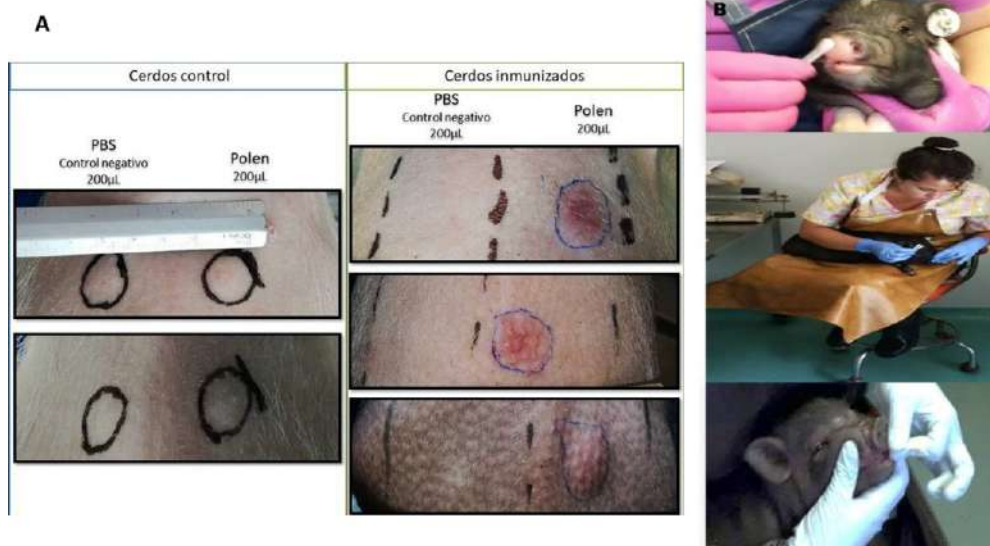 A
B
Cerdos control
Cerdos inmunizados
PBS
Control negativo
200µL
Polen
200µL
PBS
Control negativo
200µL
Polen
200µL